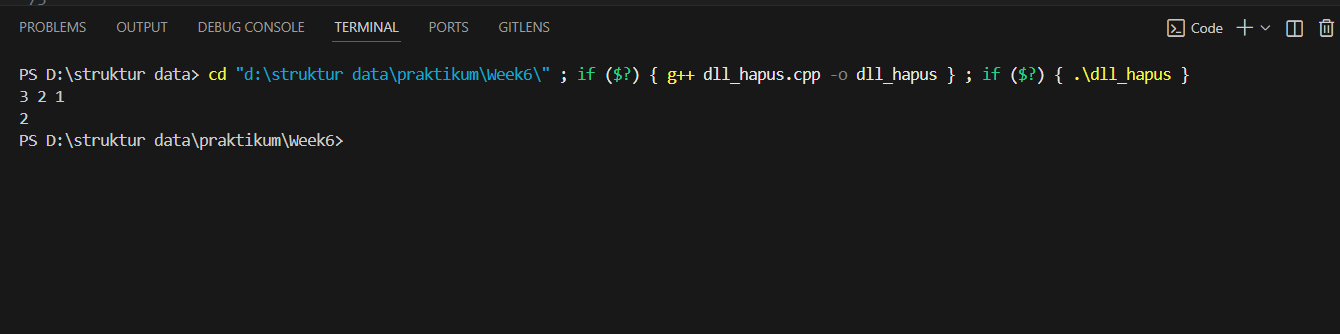 PROBLEMS OUTPUT DEBUG CONSOLE TERMINAL PORTS GITLENS Code
PS D:\struktur data> cd "d:\struktur data\praktikum\Week6\" ; if ($?) { g++ dll_hapus.cpp -o dll_hapus } ; if ($?) { .\dll_hapus }
3 2 1
2
PS D:\struktur data\praktikum\Week6>